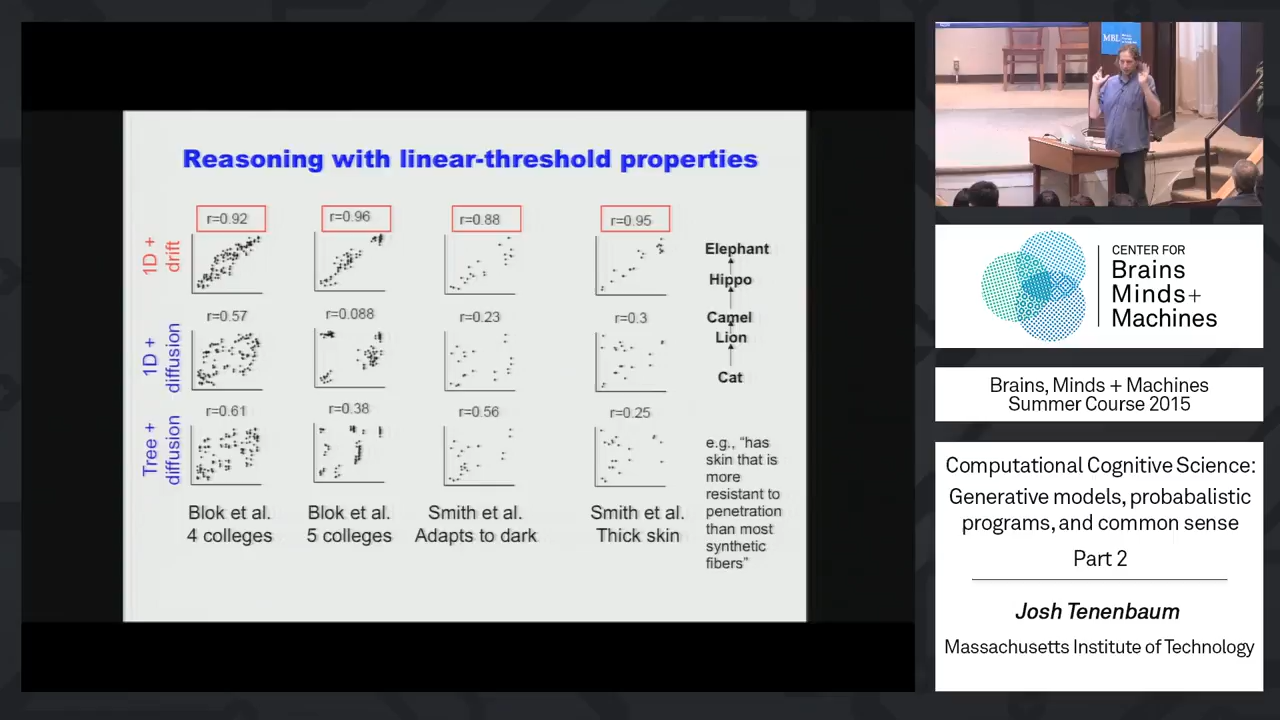 Reasoning with linear-threshold properties
1D +
drift
r=0.92
r=0.96
r=0.88
r=0.95
1D +
diffusion
r=0.57
r=0.088
r=0.23
r=0.3
Tree +
diffusion
r=0.61
r=0.38
r=0.56
r=0.25
Blok et al.
4 colleges
Blok et al.
5 colleges
Smith et al.
Adapts to dark
Smith et al.
Thick skin
Elephant
Hippo
Camel
Lion
Cat
e.g., "has
skin that is
more
resistant to
penetration
than most
synthetic
fibers"
MBL
CENTER FOR
Brains
Minds+
Machines
Brains, Minds + Machines
Summer Course 2015
Computational Cognitive Science:
Generative models, probabalistic
programs, and common sense
Part 2
Josh Tenenbaum
Massachusetts Institute of Technology